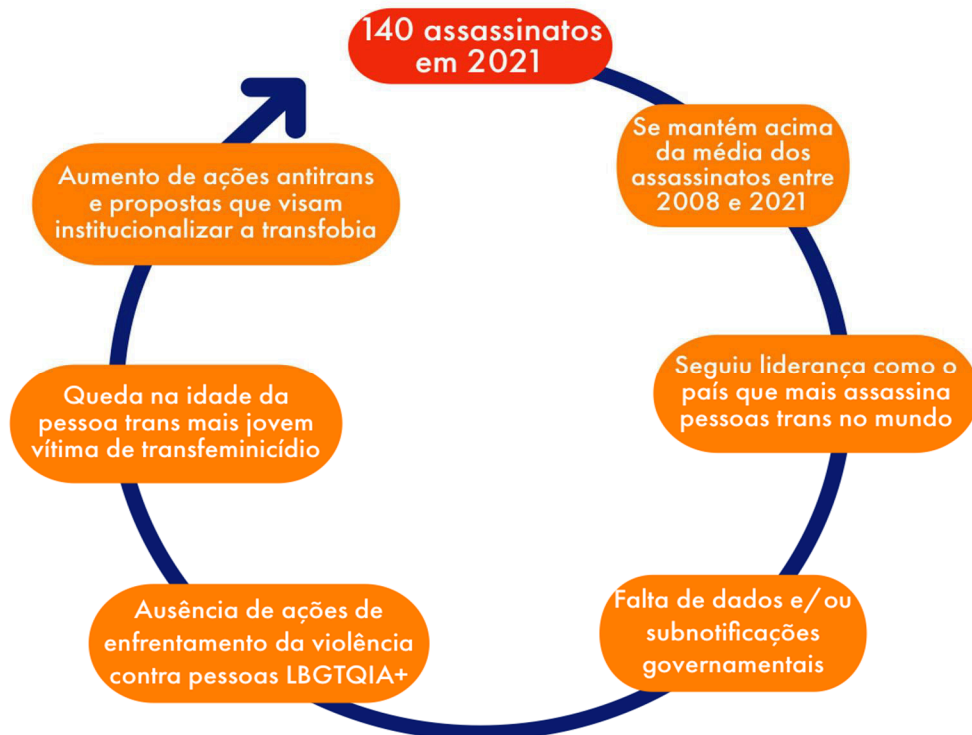 140 assassinatos
em 2021
Se mantém acima
da média dos
assassinatos entre
2008 e 2021
Seguiu liderança como o
país que mais assassina
pessoas trans no mundo
Falta de dados e/ou
subnotificações
governamentais
Ausência de ações de
enfrentamento da violência
contra pessoas LBGTQIA+
Queda na idade da
pessoa trans mais jovem
vítima de transfeminicídio
Aumento de ações antitrans
e propostas que visam
institucionalizar a transfobia